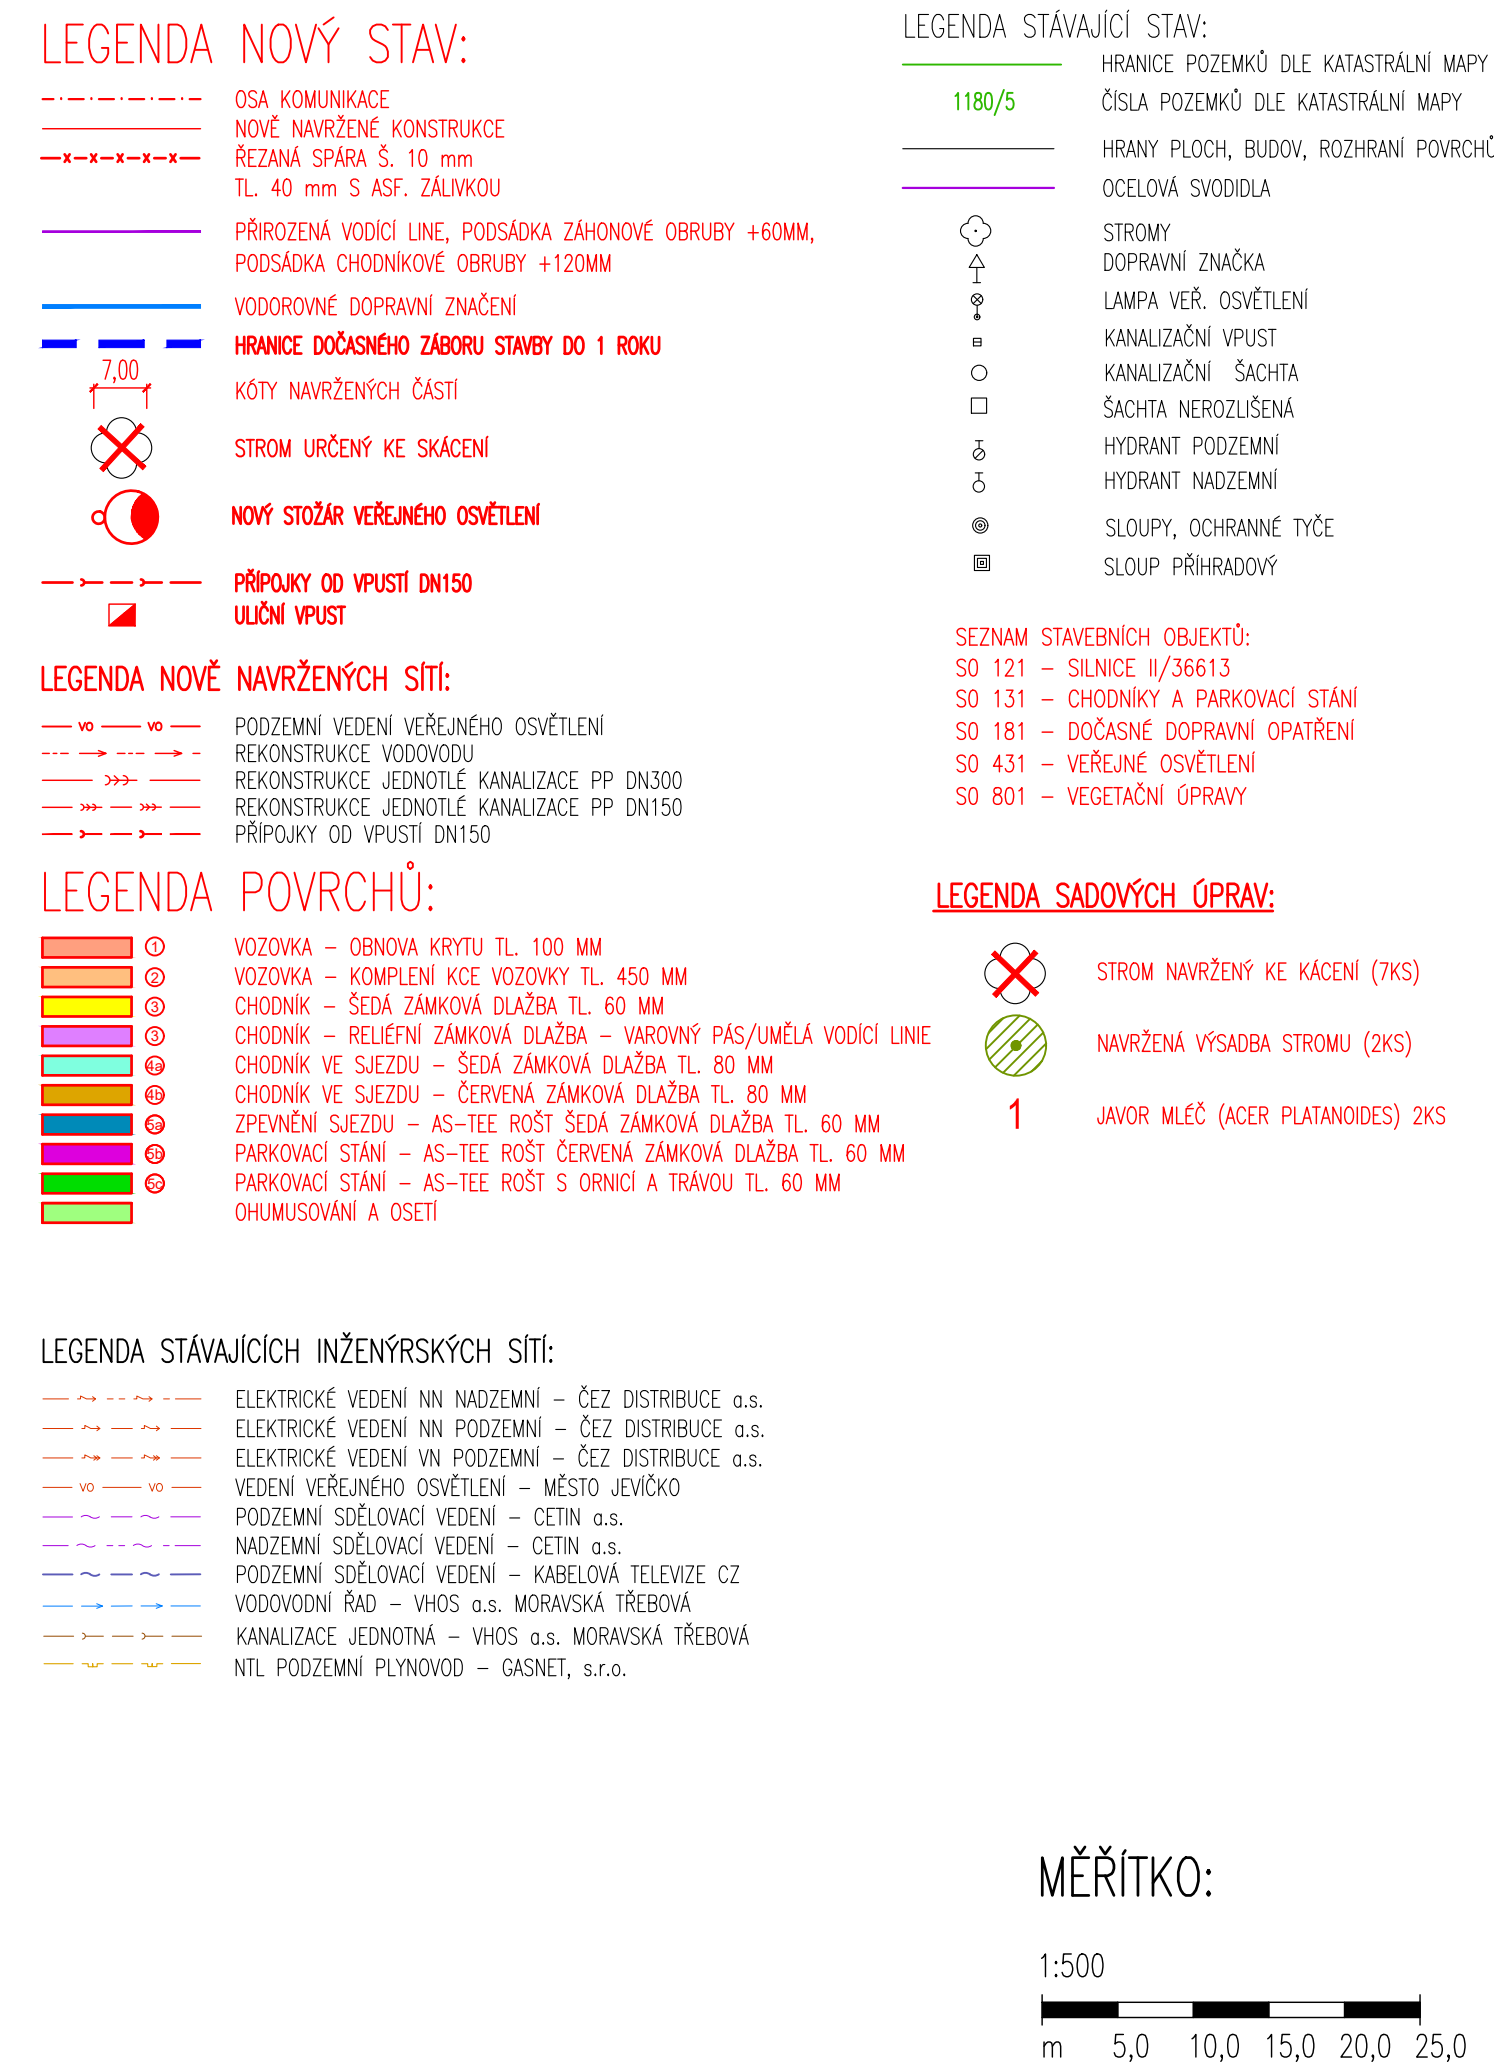 LEGENDA NOVÝ STAV:
OSA KOMUNIKACE
NOVĚ NAVRŽENÉ KONSTRUKCE
ŘEZANÁ SPÁRA Š. 10 mm
TL. 40 mm S ASF. ZÁLIVKOU
PŘIROZENÁ VODÍCÍ LINE, PODSÁDKA ZÁHONOVÉ OBRUBY +60MM,
PODSÁDKA CHODNÍKOVÉ OBRUBY +120MM
VODOROVNÉ DOPRAVNÍ ZNAČENÍ
HRANICE DOČASNÉHO ZÁBORU STAVBY DO 1 ROKU
7,00
KÓTY NAVRŽENÝCH ČÁSTÍ
STROM URČENÝ KE SKÁCENÍ
NOVÝ STOŽÁR VEŘEJNÉHO OSVĚTLENÍ
PŘÍPOJKY OD VPUSTÍ DN150
ULIČNÍ VPUST
LEGENDA NOVĚ NAVRŽENÝCH SÍTÍ:
VO VO PODZEMNÍ VEDENÍ VEŘEJNÉHO OSVĚTLENÍ
REKONSTRUKCE VODOVODU
REKONSTRUKCE JEDNOTLÉ KANALIZACE PP DN300
REKONSTRUKCE JEDNOTLÉ KANALIZACE PP DN150
PŘÍPOJKY OD VPUSTÍ DN150
LEGENDA POVRCHŮ:
1 VOZOVKA – OBNOVA KRYTU TL. 100 MM
2 VOZOVKA – KOMPLENÍ KCE VOZOVKY TL. 450 MM
3 CHODNÍK – ŠEDÁ ZÁMKOVÁ DLAŽBA TL. 60 MM
3 CHODNÍK – RELIÉFNÍ ZÁMKOVÁ DLAŽBA – VAROVNÝ PÁS/UMĚLÁ VODÍCÍ LINIE
4a CHODNÍK VE SJEZDU – ŠEDÁ ZÁMKOVÁ DLAŽBA TL. 80 MM
4b CHODNÍK VE SJEZDU – ČERVENÁ ZÁMKOVÁ DLAŽBA TL. 80 MM
5a ZPEVNĚNÍ SJEZDU – AS–TEE ROŠT ŠEDÁ ZÁMKOVÁ DLAŽBA TL. 60 MM
5b PARKOVACÍ STÁNÍ – AS–TEE ROŠT ČERVENÁ ZÁMKOVÁ DLAŽBA TL. 60 MM
5c PARKOVACÍ STÁNÍ – AS–TEE ROŠT S ORNICÍ A TRÁVOU TL. 60 MM
OHUMUSOVÁNÍ A OSETÍ
LEGENDA STÁVAJÍCÍCH INŽENÝRSKÝCH SÍTÍ:
ELEKTRICKÉ VEDENÍ NN NADZEMNÍ – ČEZ DISTRIBUCE a.s.
ELEKTRICKÉ VEDENÍ NN PODZEMNÍ – ČEZ DISTRIBUCE a.s.
ELEKTRICKÉ VEDENÍ VN PODZEMNÍ – ČEZ DISTRIBUCE a.s.
VO VO VEDENÍ VEŘEJNÉHO OSVĚTLENÍ – MĚSTO JEVÍČKO
PODZEMNÍ SDĚLOVACÍ VEDENÍ – CETIN a.s.
NADZEMNÍ SDĚLOVACÍ VEDENÍ – CETIN a.s.
PODZEMNÍ SDĚLOVACÍ VEDENÍ – KABELOVÁ TELEVIZE CZ
VODOVODNÍ ŘAD – VHOS a.s. MORAVSKÁ TŘEBOVÁ
KANALIZACE JEDNOTNÁ – VHOS a.s. MORAVSKÁ TŘEBOVÁ
NTL PODZEMNÍ PLYNOVOD – GASNET, s.r.o.
LEGENDA STÁVAJÍCÍ STAV:
HRANICE POZEMKŮ DLE KATASTRÁLNÍ MAPY
1180/5 ČÍSLA POZEMKŮ DLE KATASTRÁLNÍ MAPY
HRANY PLOCH, BUDOV, ROZHRANÍ POVRCHŮ
OCELOVÁ SVODIDLA
STROMY
DOPRAVNÍ ZNAČKA
LAMPA VEŘ. OSVĚTLENÍ
KANALIZAČNÍ VPUST
KANALIZAČNÍ ŠACHTA
ŠACHTA NEROZLIŠENÁ
HYDRANT PODZEMNÍ
HYDRANT NADZEMNÍ
SLOUPY, OCHRANNÉ TYČE
SLOUP PŘÍHRADOVÝ
SEZNAM STAVEBNÍCH OBJEKTŮ:
SO 121 – SILNICE II/36613
SO 131 – CHODNÍKY A PARKOVACÍ STÁNÍ
SO 181 – DOČASNÉ DOPRAVNÍ OPATŘENÍ
SO 431 – VEŘEJNÉ OSVĚTLENÍ
SO 801 – VEGETAČNÍ ÚPRAVY
LEGENDA SADOVÝCH ÚPRAV:
STROM NAVRŽENÝ KE KÁCENÍ (7KS)
NAVRŽENÁ VÝSADBA STROMU (2KS)
1 JAVOR MLÉČ (ACER PLATANOIDES) 2KS
MĚŘÍTKO:
1:500
m 5,0 10,0 15,0 20,0 25,0